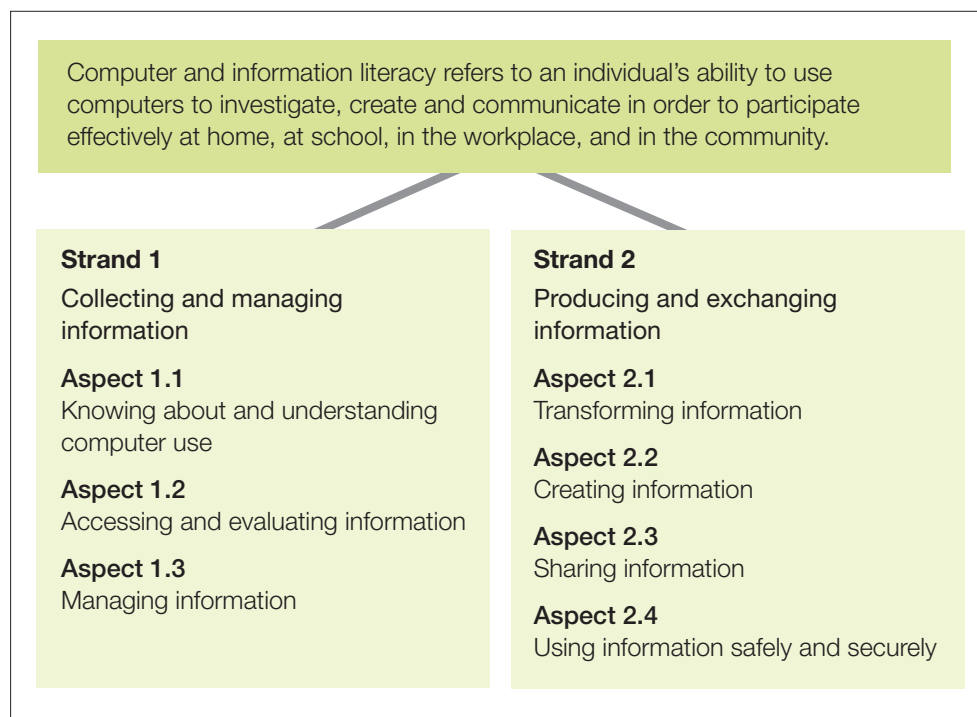 Computer and information literacy refers to an individual’s ability to use
computers to investigate, create and communicate in order to participate
effectively at home, at school, in the workplace, and in the community.
Strand 1
Collecting and managing
information
Aspect 1.1
Knowing about and understanding
computer use
Aspect 1.2
Accessing and evaluating information
Aspect 1.3
Managing information
Strand 2
Producing and exchanging
information
Aspect 2.1
Transforming information
Aspect 2.2
Creating information
Aspect 2.3
Sharing information
Aspect 2.4
Using information safely and securely